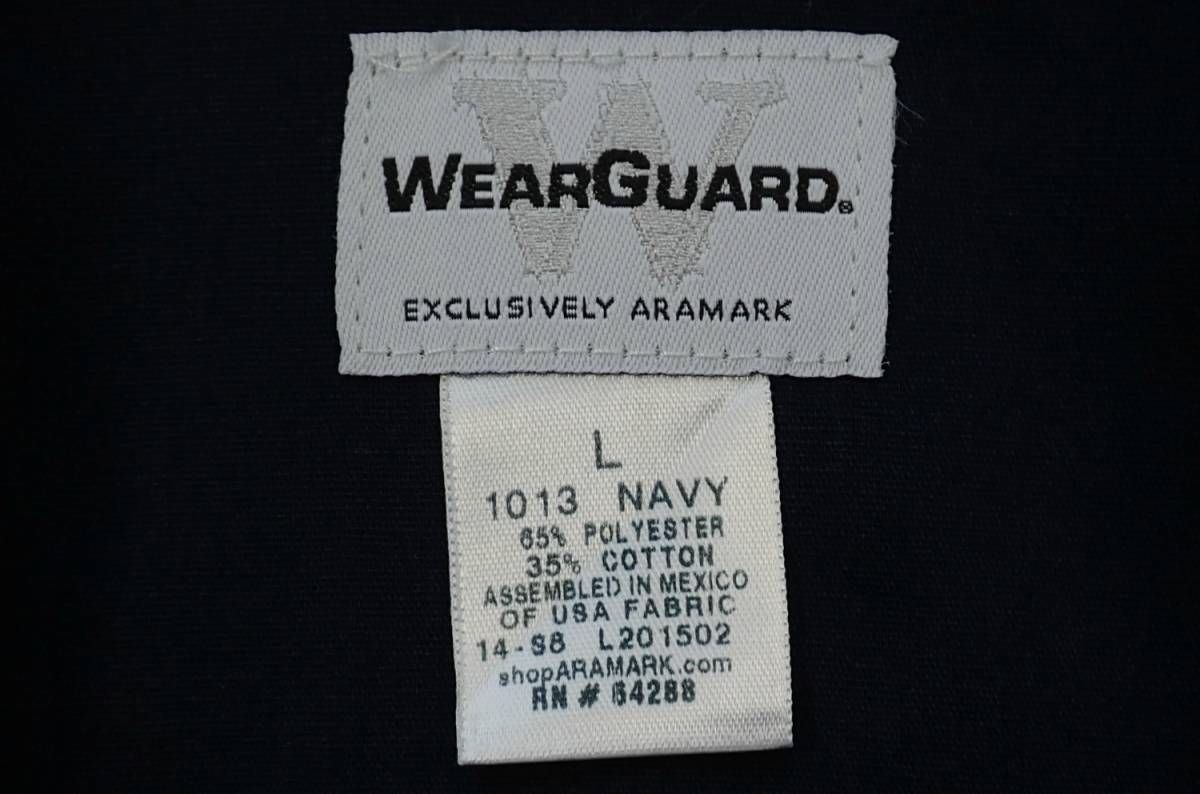 WEARGUARD®
EXCLUSIVELY ARAMARK
L
1013 NAVY
65% POLYESTER
35% COTTON
ASSEMBLED IN MEXICO
OF USA FABRIC
14-S8 L201502
shopARAMARK.com
RN # 64288